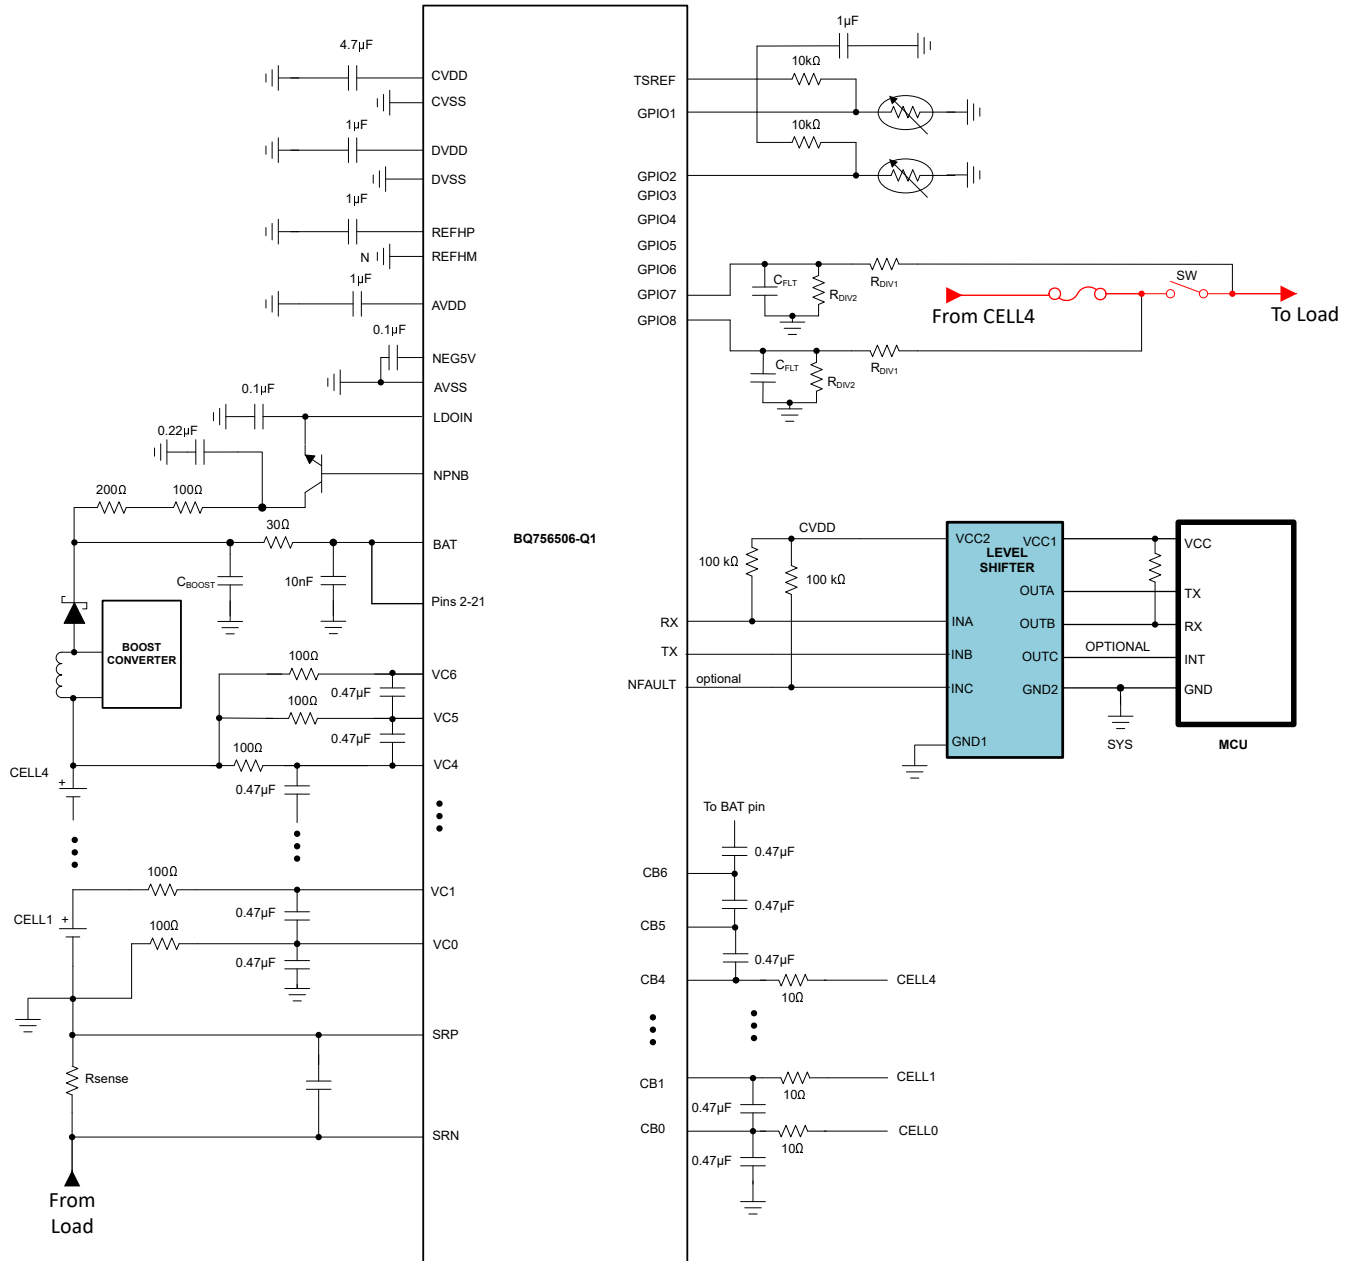 4.7µF
CVDD
CVSS
1µF
DVDD
DVSS
1µF
REFHP
N
REFHM
1µF
AVDD
0.1µF
NEG5V
AVSS
0.1µF
LDOIN
0.22µF
NPNB
200Ω
100Ω
30Ω
BAT
CBOOST
10nF
Pins 2-21
BOOST
CONVERTER
100Ω
VC6
0.47µF
100Ω
VC5
0.47µF
100Ω
VC4
CELL4
+
0.47µF
100Ω
VC1
CELL1
+
0.47µF
100Ω
VC0
0.47µF
SRP
Rsense
SRN
From
Load
BQ756506-Q1
1µF
TSREF
10kΩ
GPIO1
10kΩ
GPIO2
GPIO3
GPIO4
GPIO5
GPIO6
GPIO7
GPIO8
CFLT
RDIV2
RDIV1
SW
From CELL4
To Load
CFLT
RDIV2
RDIV1
CVDD
100 kΩ
100 kΩ
RX
TX
NFAULT
optional
VCC2
VCC1
LEVEL
SHIFTER
OUTA
INA
OUTB
INB
OUTC
INC
GND2
GND1
OPTIONAL
SYS
VCC
TX
RX
INT
GND
MCU
To BAT pin
0.47µF
CB6
0.47µF
CB5
0.47µF
CB4
10Ω
CELL4
CB1
10Ω
CELL1
0.47µF
CB0
10Ω
CELL0
0.47µF